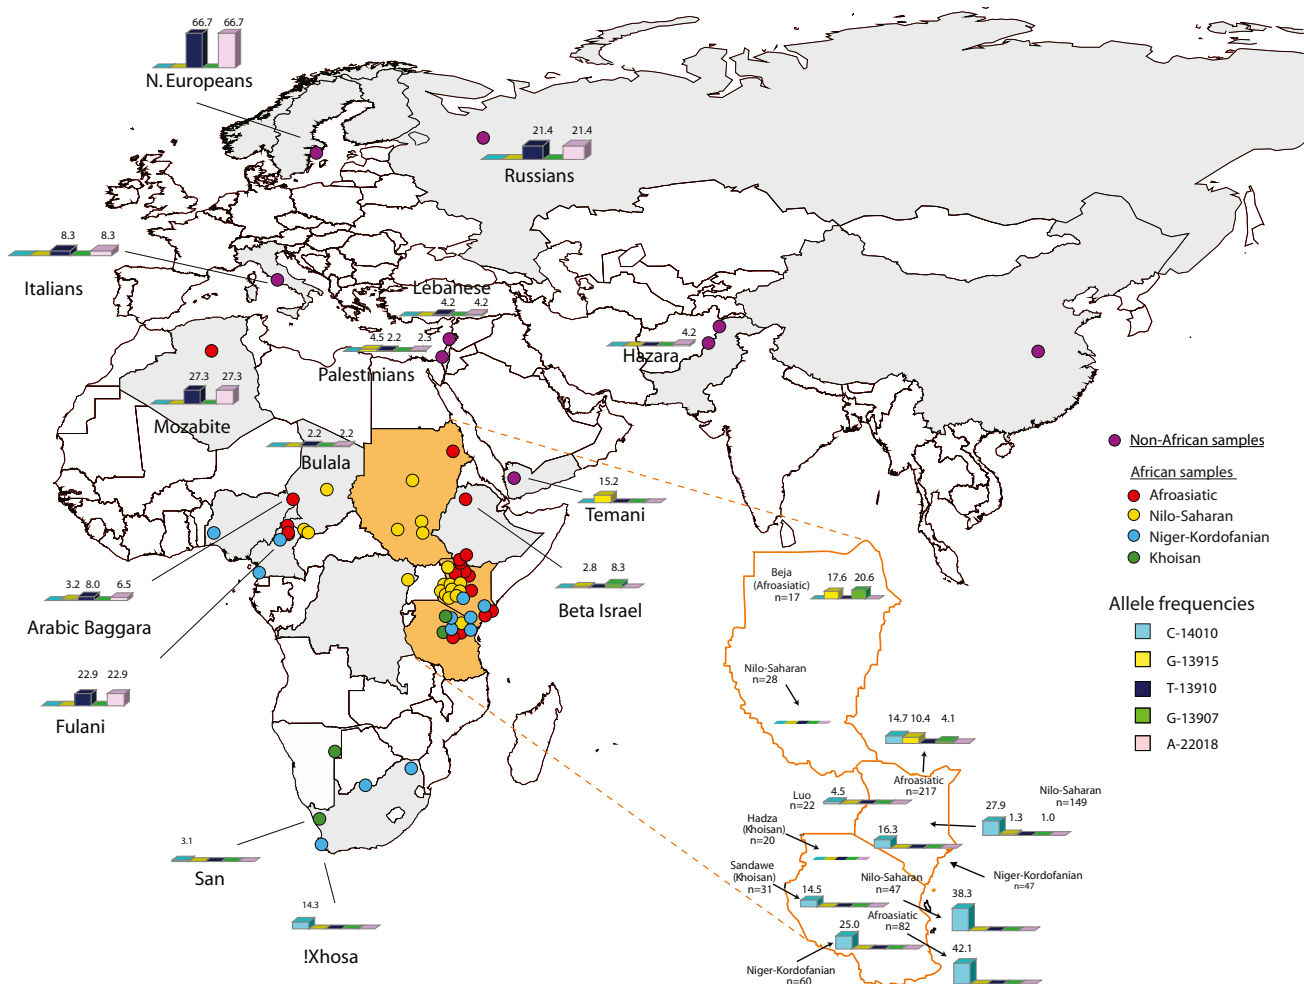 66.7 66.7
N. Europeans
21.4 21.4
Russians
8.3 8.3
Italians
Lebanese
4.2 4.2
4.5 2.2 2.3
Palestinians
4.2
Hazara
27.3 27.3
Mozabite
2.2 2.2
Bulala
15.2
Temani
2.8 8.3
Beta Israel
3.2 8.0 6.5
Arabic Baggara
22.9 22.9
Fulani
3.1
San
14.3
!Xhosa
Non-African samples
African samples
Afroasiatic
Nilo-Saharan
Niger-Kordofanian
Khoisan
Allele frequencies
C-14010
G-13915
T-13910
G-13907
A-22018
Beja
(Afroasiatic)
n=17
17.6 20.6
Nilo-Saharan
n=28
14.7 10.4 4.1
Afroasiatic
n=217
Luo
n=22
4.5
Nilo-Saharan
n=149
27.9
1.3 1.0
Hadza
(Khoisan)
n=20
16.3
Niger-Kordofanian
n=47
Sandawe
(Khoisan)
n=31
14.5
Nilo-Saharan
n=47
38.3
Afroasiatic
n=82
42.1
25.0
Niger-Kordofanian
n=60